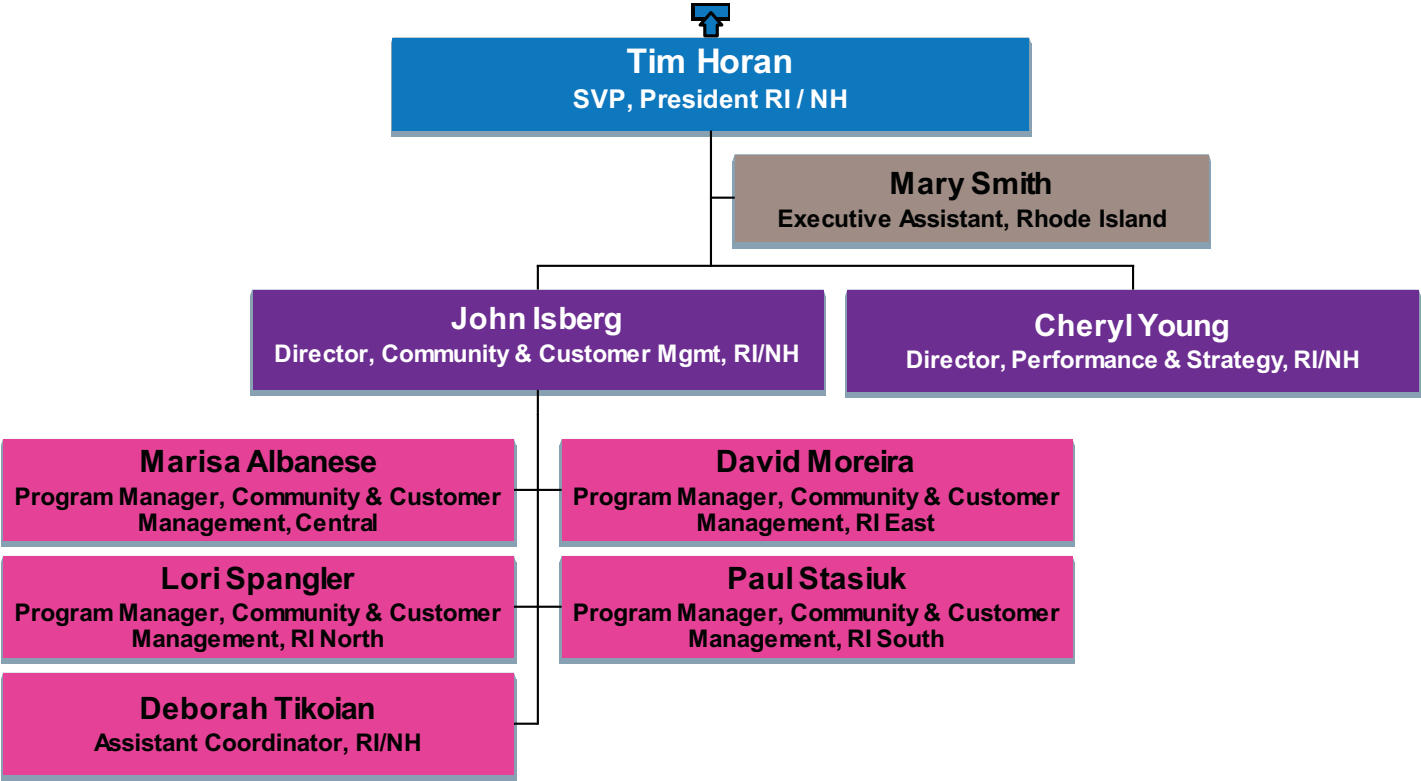 Tim Horan
SVP, President RI / NH
Mary Smith
Executive Assistant, Rhode Island
John Isberg
Director, Community & Customer Mgmt, RI/NH
Cheryl Young
Director, Performance & Strategy, RI/NH
Marisa Albanese
Program Manager, Community & Customer
Management, Central
David Moreira
Program Manager, Community & Customer
Management, RI East
Lori Spangler
Program Manager, Community & Customer
Management, RI North
Paul Stasiuk
Program Manager, Community & Customer
Management, RI South
Deborah Tikoian
Assistant Coordinator, RI/NH